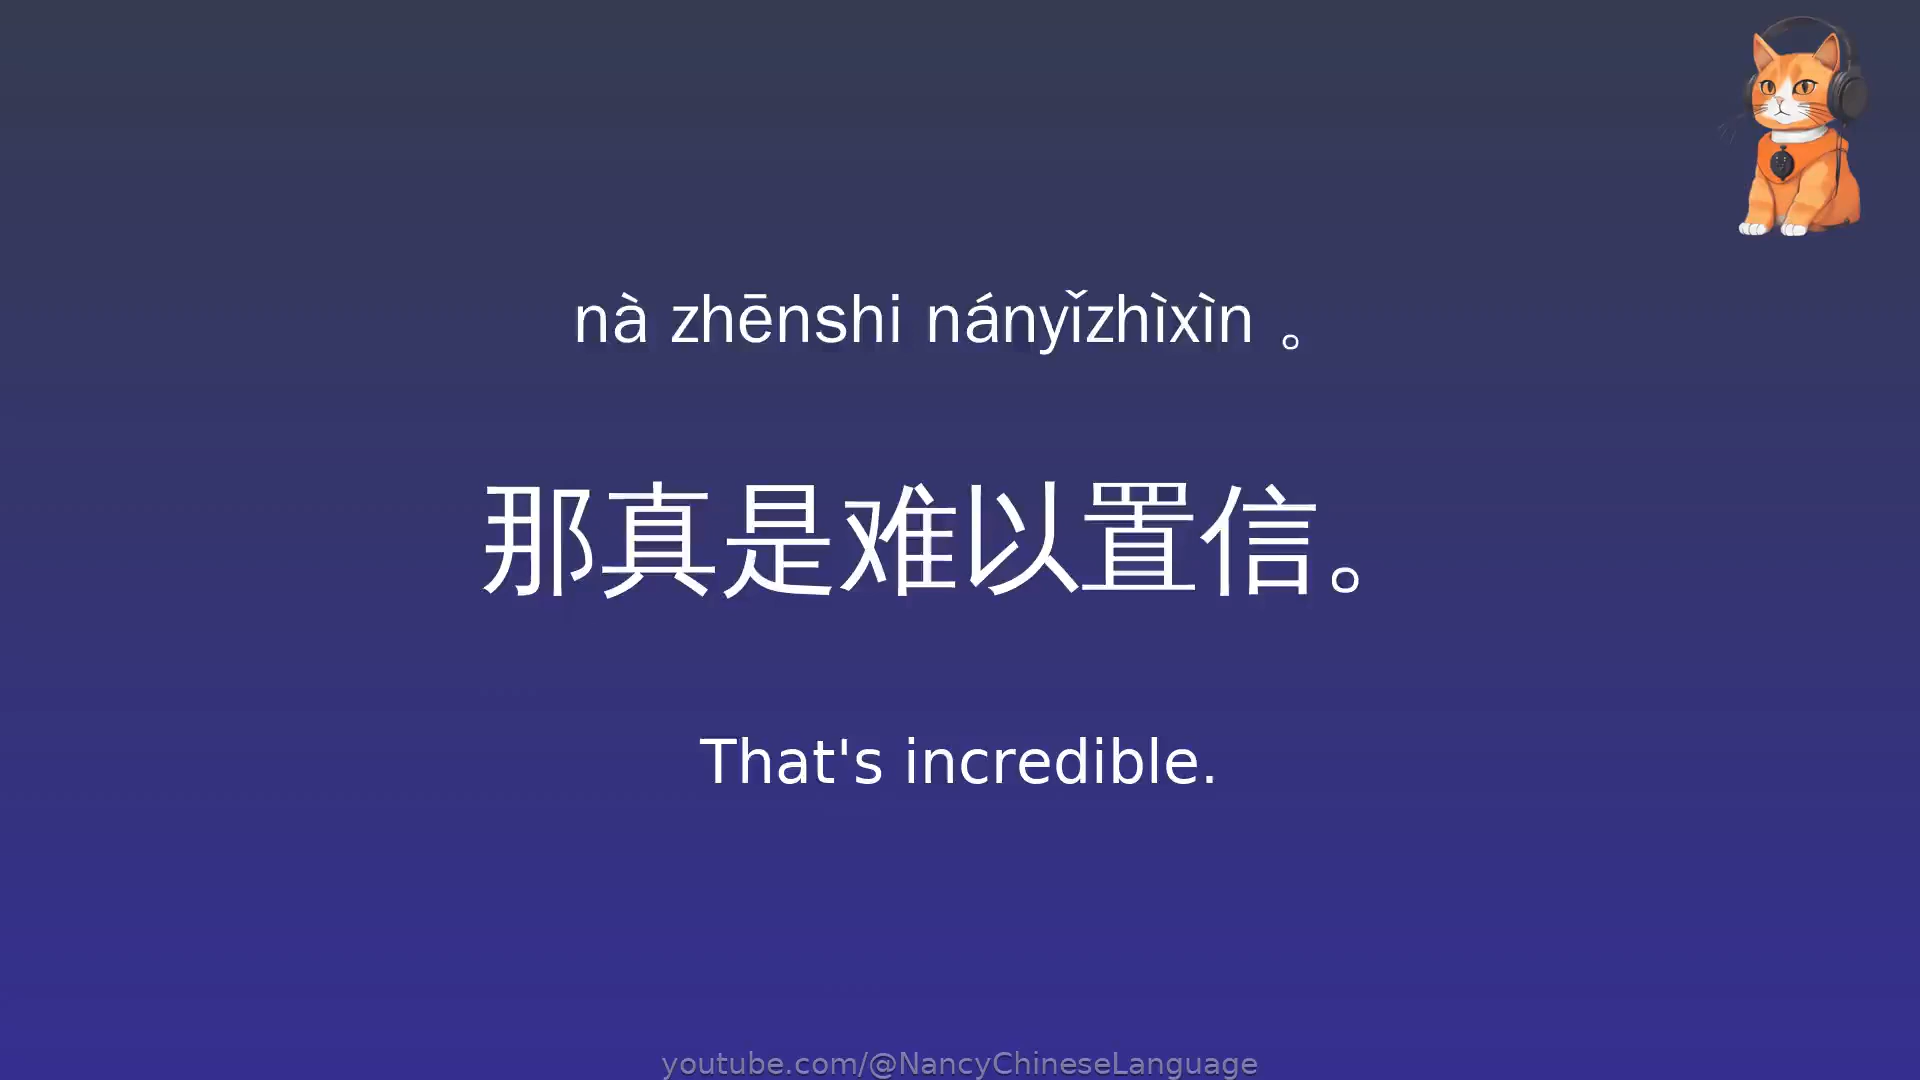 nà zhēnshi nányǐzhìxìn 。
那真是难以置信。
That's incredible.
youtube.com/@NancyChineseLanguage